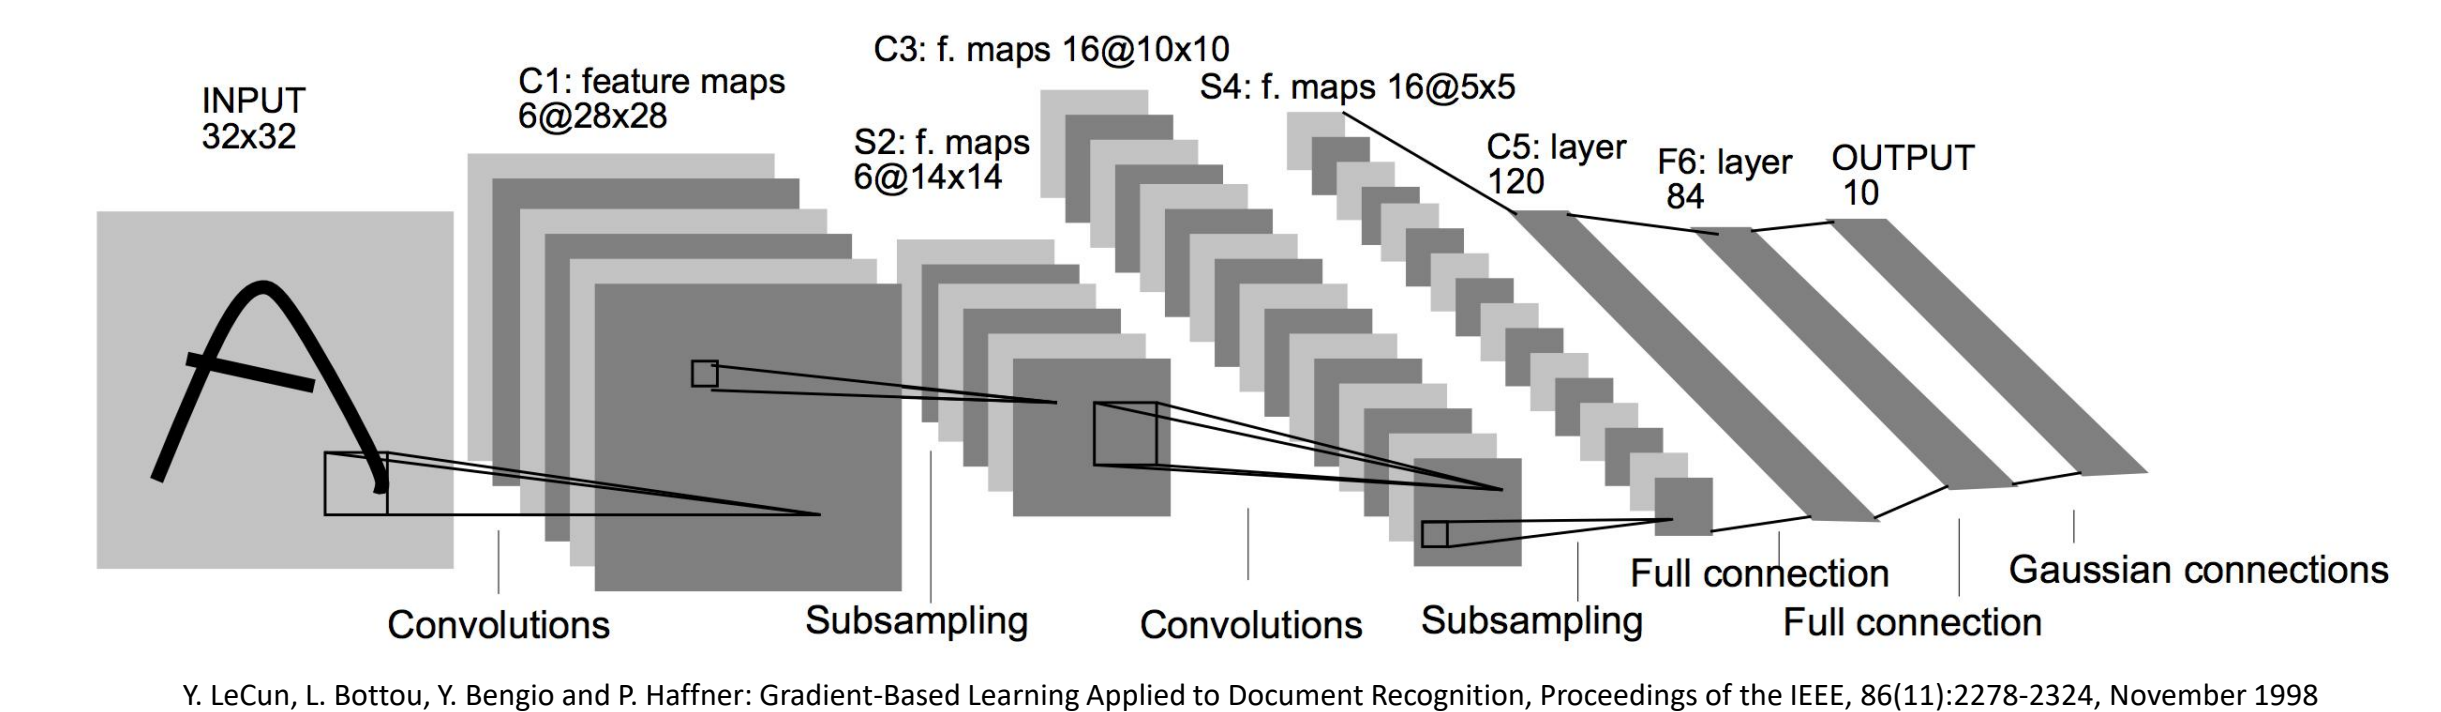 INPUT
32x32
C1: feature maps
6@28x28
S2: f. maps
6@14x14
C3: f. maps 16@10x10
S4: f. maps 16@5x5
C5: layer
120
F6: layer
84
OUTPUT
10
Convolutions
Subsampling
Convolutions
Subsampling
Full connection
Full connection
Gaussian connections
Y. LeCun, L. Bottou, Y. Bengio and P. Haffner: Gradient-Based Learning Applied to Document Recognition, Proceedings of the IEEE, 86(11):2278-2324, November 1998